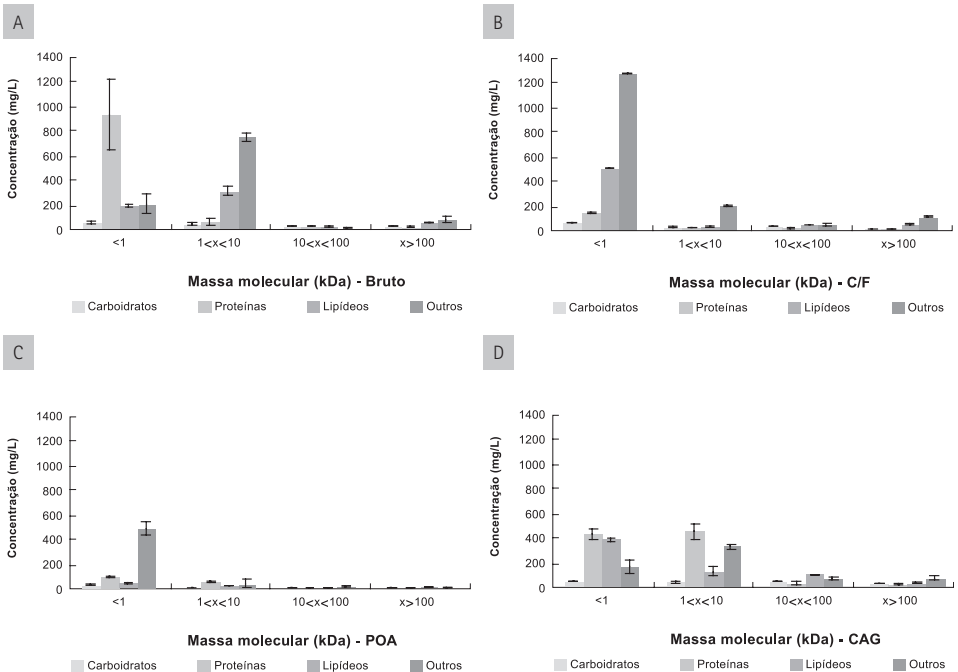 A
Concentração (mg/L)
1400
1200
1000
800
600
400
200
0
<1
1<x<10
10<x<100
x>100
Massa molecular (kDa) - Bruto
Carboidratos Proteínas Lipídeos Outros
B
Concentração (mg/L)
1400
1200
1000
800
600
400
200
0
<1
1<x<10
10<x<100
x>100
Massa molecular (kDa) - C/F
Carboidratos Proteínas Lipídeos Outros
C
Concentração (mg/L)
1400
1200
1000
800
600
400
200
0
<1
1<x<10
10<x<100
x>100
Massa molecular (kDa) - POA
Carboidratos Proteínas Lipídeos Outros
D
Concentração (mg/L)
1400
1200
1000
800
600
400
200
0
<1
1<x<10
10<x<100
x>100
Massa molecular (kDa) - CAG
Carboidratos Proteínas Lipídeos Outros